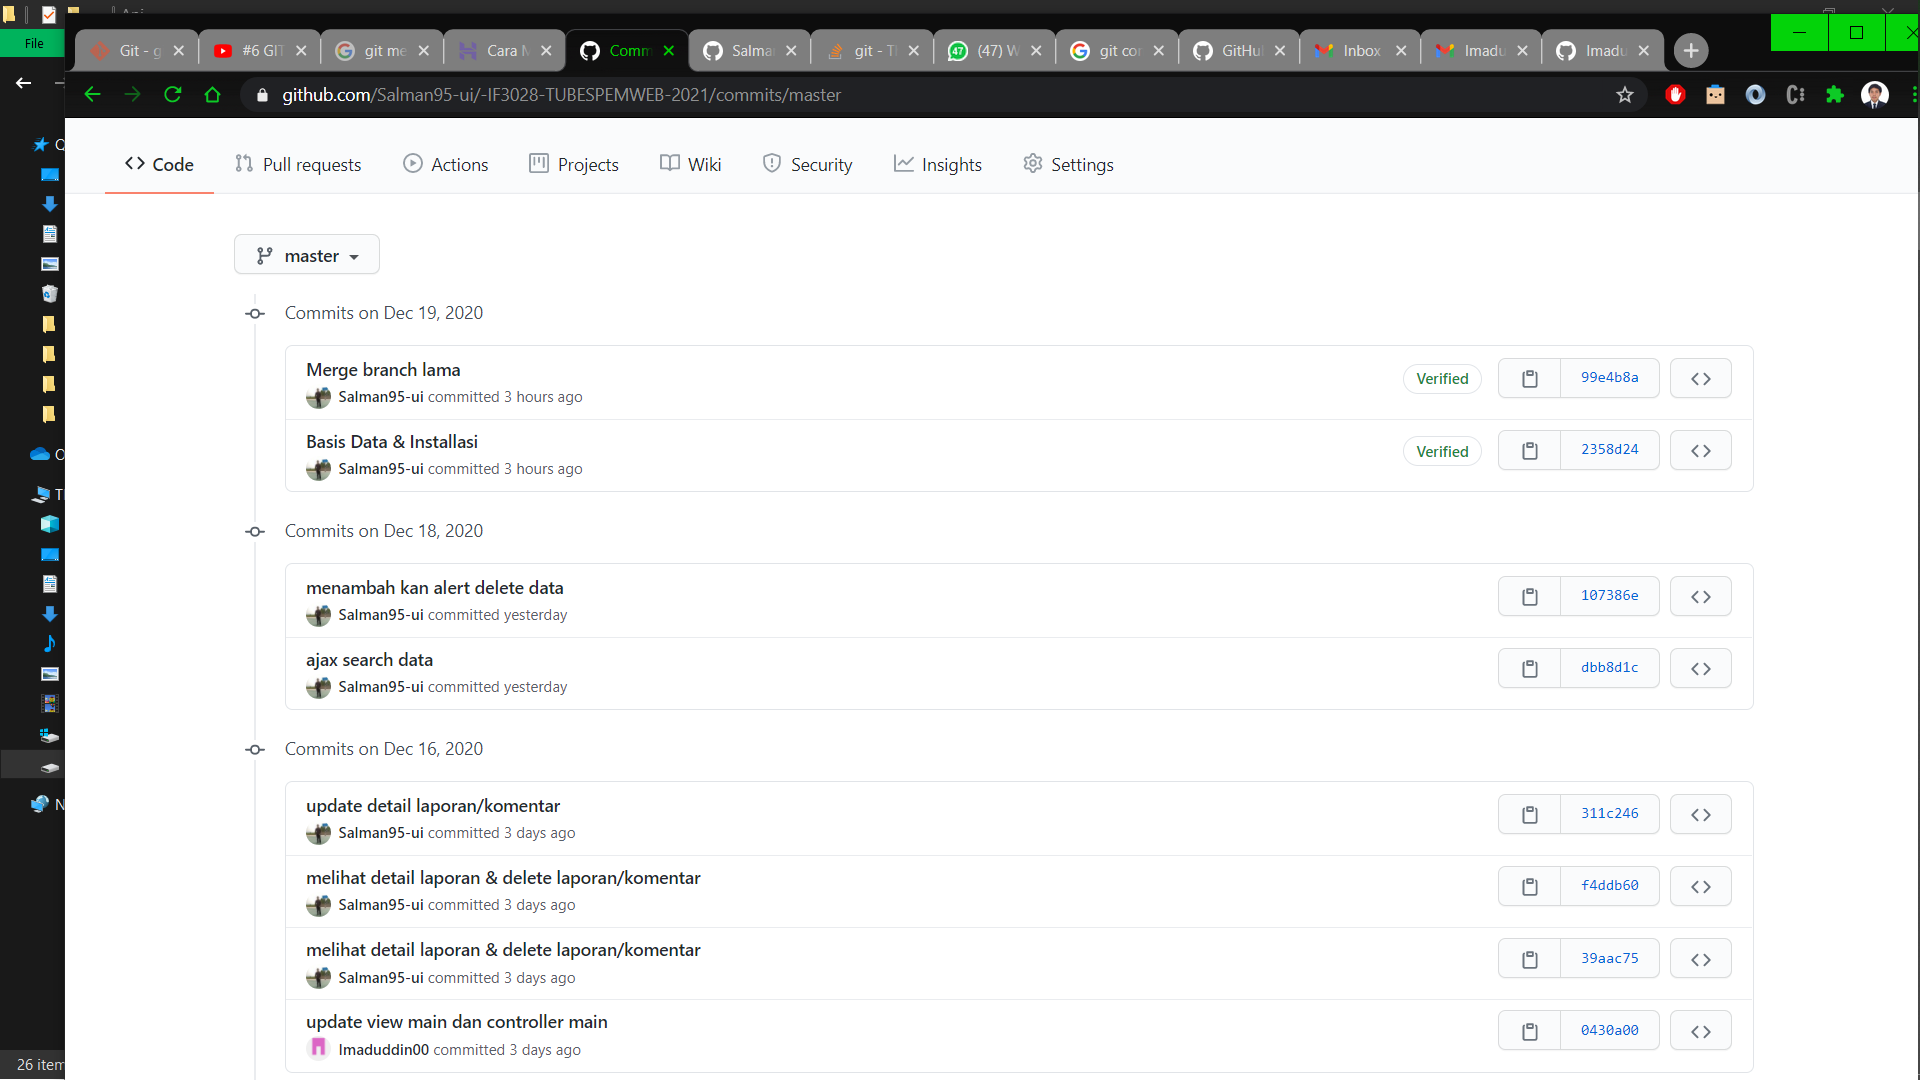 File
Git - g
#6 GIT
git me
Cara M
Comm
Salma
git - T
(47) W
git cor
GitHu
Inbox
Imadu
Imadu
github.com/Salman95-ui/-IF3028-TUBESPEMWEB-2021/commits/master
Code
Pull requests
Actions
Projects
Wiki
Security
Insights
Settings
master
Commits on Dec 19, 2020
Merge branch lama
Salman95-ui committed 3 hours ago
Verified
99e4b8a
Basis Data & Installasi
Salman95-ui committed 3 hours ago
Verified
2358d24
Commits on Dec 18, 2020
menambah kan alert delete data
Salman95-ui committed yesterday
107386e
ajax search data
Salman95-ui committed yesterday
dbb8d1c
Commits on Dec 16, 2020
update detail laporan/komentar
Salman95-ui committed 3 days ago
311c246
melihat detail laporan & delete laporan/komentar
Salman95-ui committed 3 days ago
f4ddb60
melihat detail laporan & delete laporan/komentar
Salman95-ui committed 3 days ago
39aac75
update view main dan controller main
Imaduddin00 committed 3 days ago
0430a00
26 item